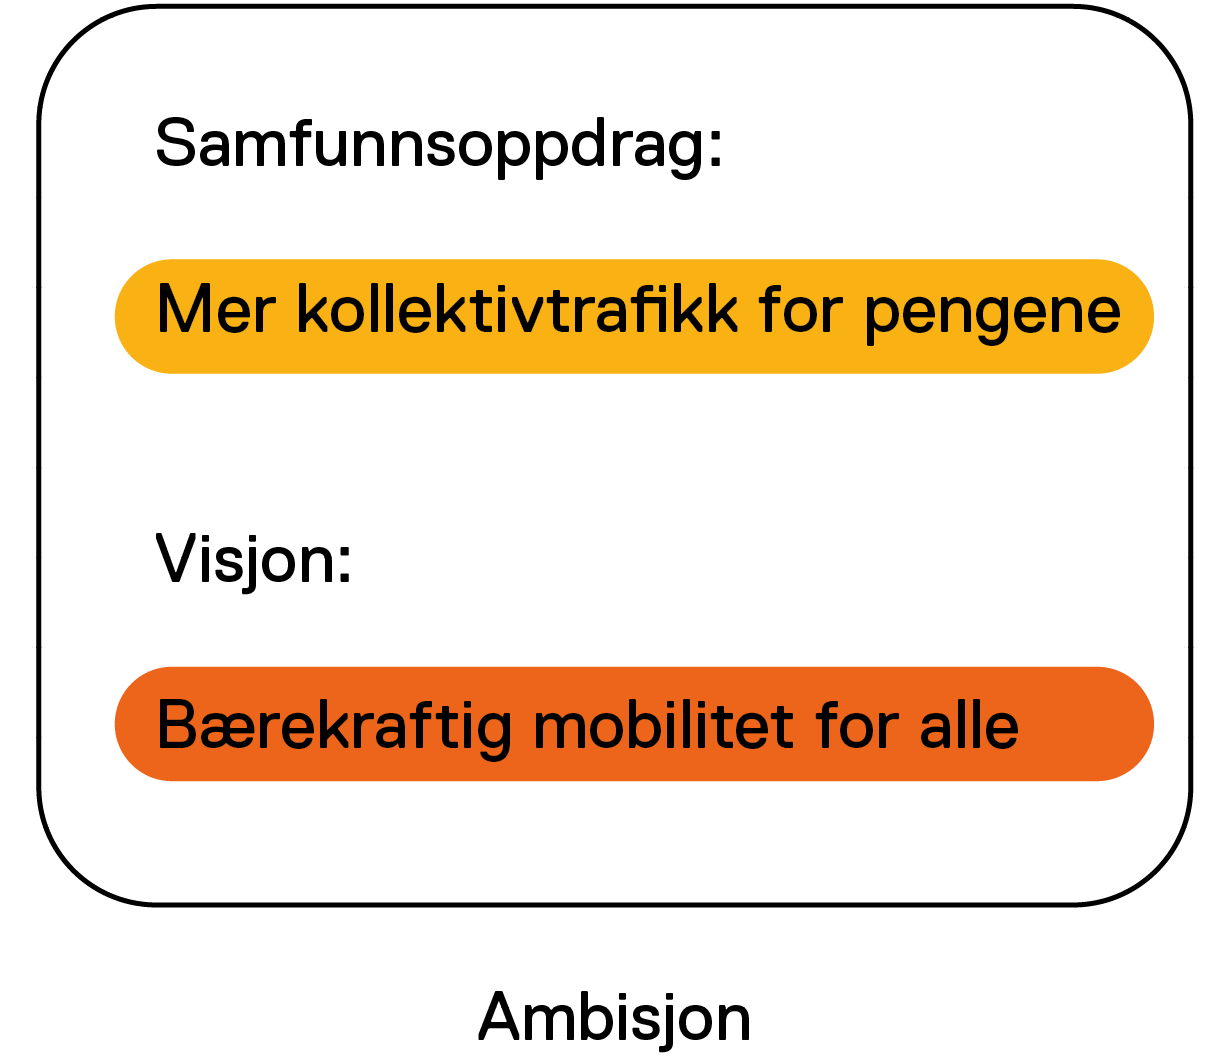 Samfunnsoppdrag:
Mer kollektivtrafikk for pengene
Visjon:
Bærekraftig mobilitet for alle
Ambisjon